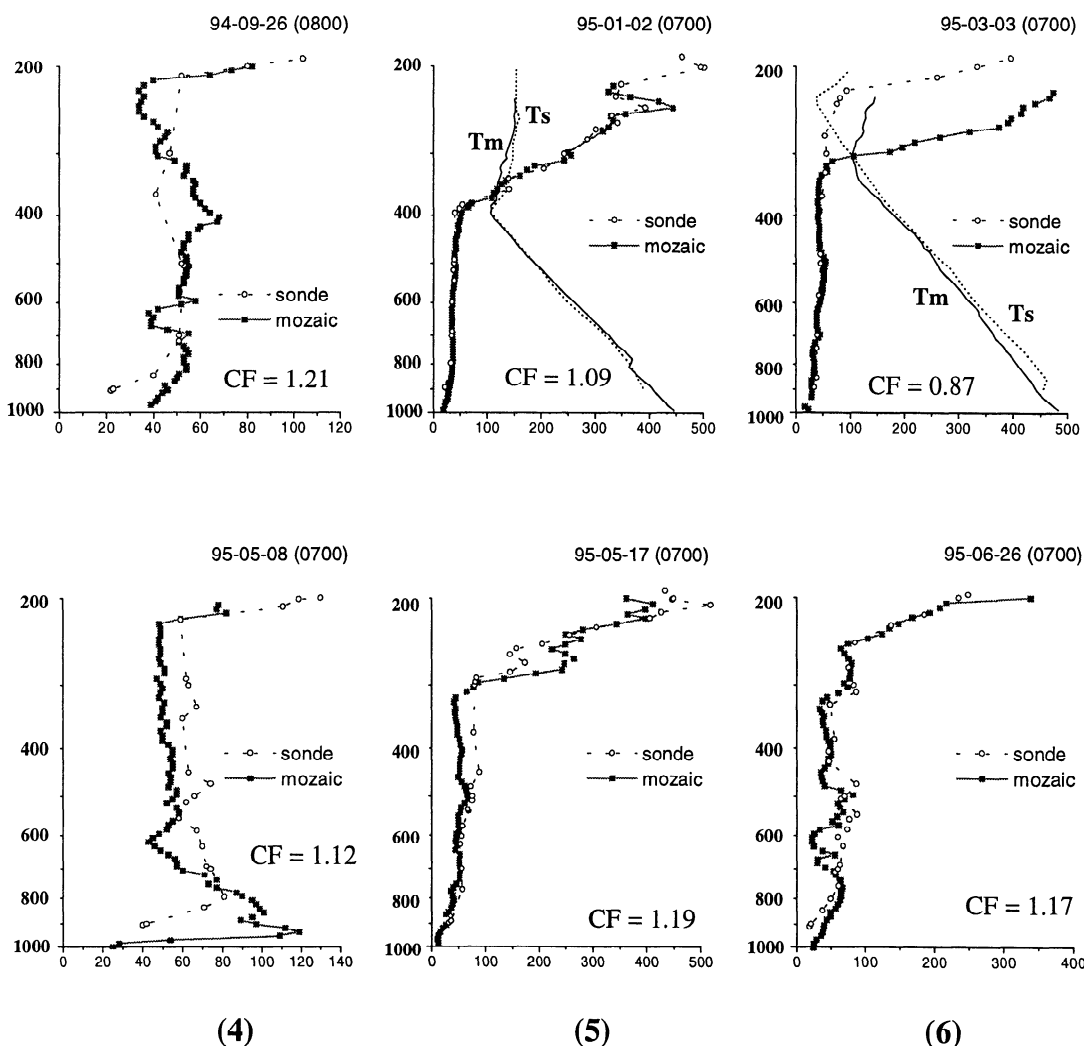 94-09-26 (0800)
200
400
600
800
1000
0 20 40 60 80 100 120
sonde
mozaic
CF = 1.21
95-01-02 (0700)
200
400
600
800
1000
0 100 200 300 400 500
Tm
Ts
sonde
mozaic
CF = 1.09
95-03-03 (0700)
200
400
600
800
1000
0 100 200 300 400 500
sonde
mozaic
Tm
Ts
CF = 0.87
95-05-08 (0700)
200
400
600
800
1000
0 20 40 60 80 100 120 140
sonde
mozaic
CF = 1.12
95-05-17 (0700)
200
400
600
800
1000
0 100 200 300 400 500
sonde
mozaic
CF = 1.19
95-06-26 (0700)
200
400
600
800
1000
0 100 200 300 400
sonde
mozaic
CF = 1.17
(4) (5) (6)